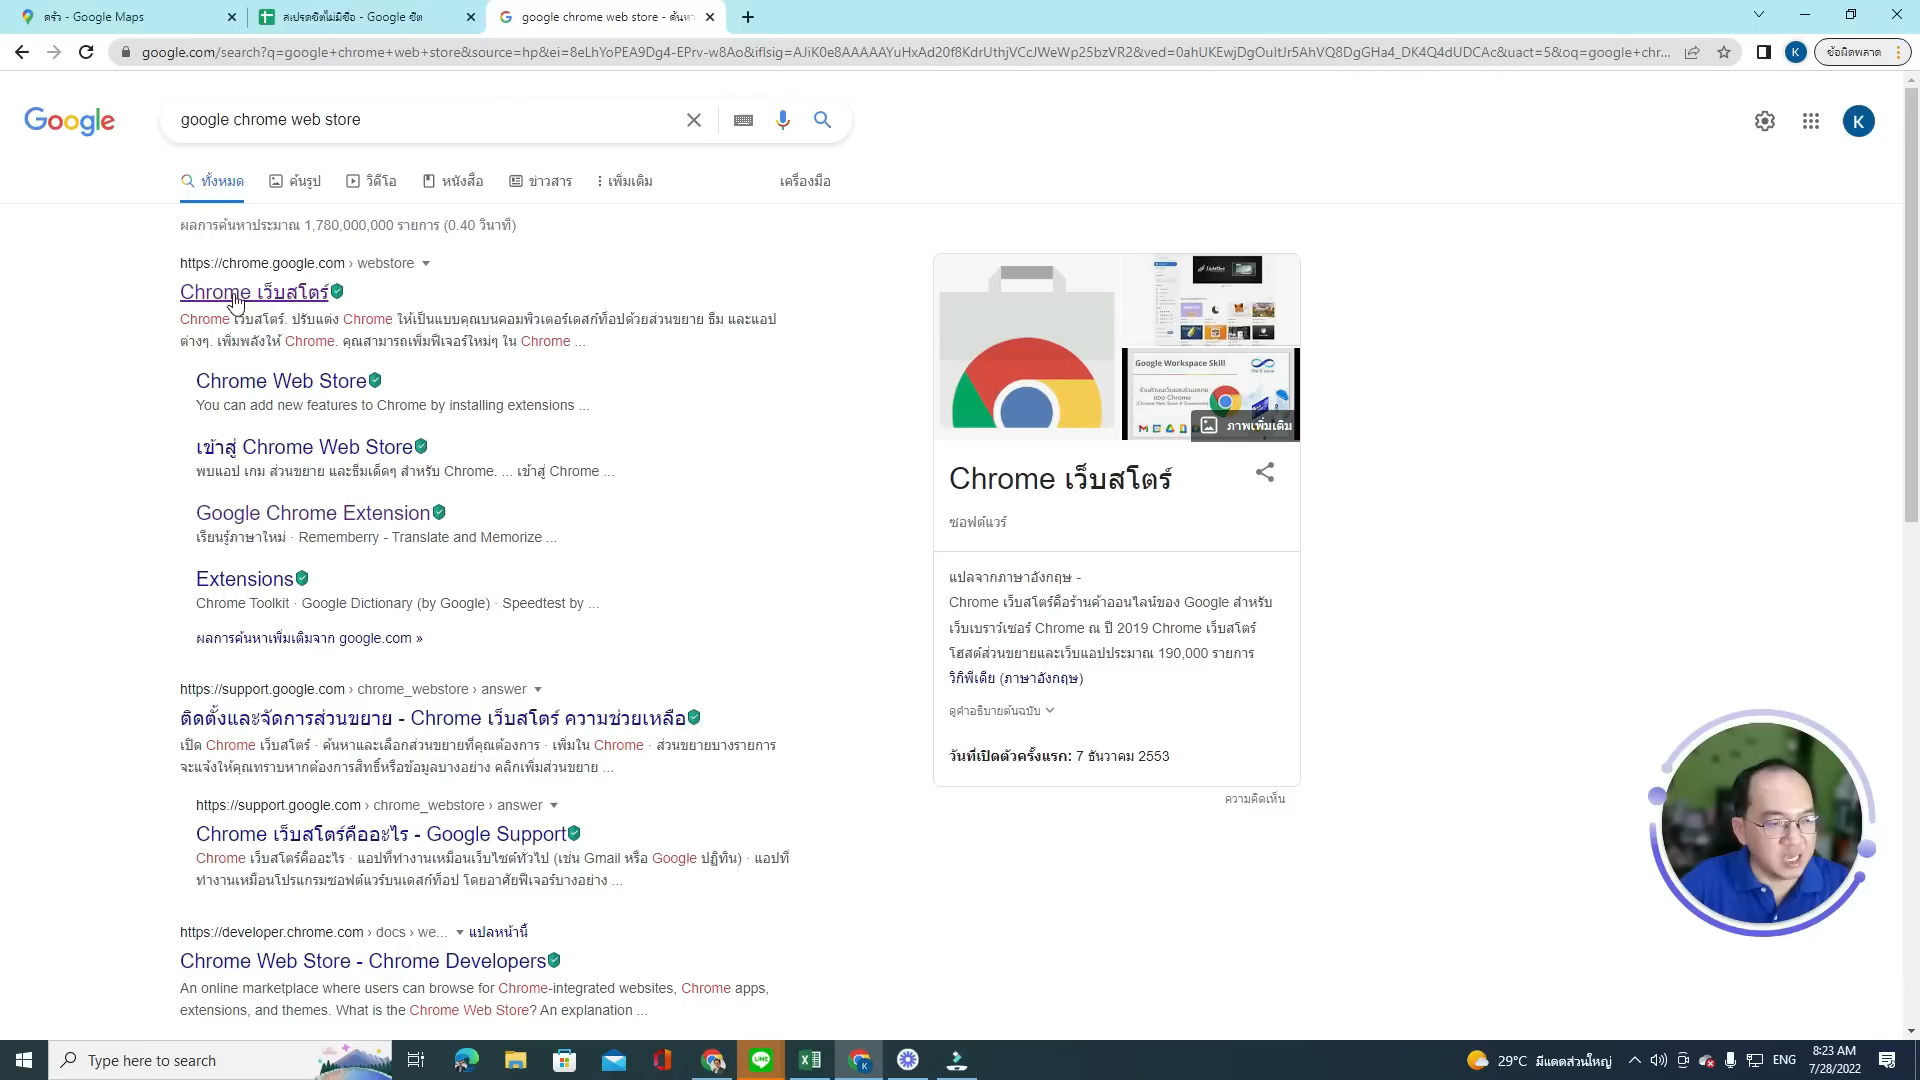 ครัว - Google Maps
สเปรดชีตไม่มีชื่อ - Google ชีต
google chrome web store - ค้นหา
google.com/search?q=google+chrome+web+store&source=hp&ei=8eLhYoPEA9Dg4-EPrv-w8Ao&iflsig=AJiK0e8AAAAAYuHxAd20f8KdrUthjVCcJWeWp25bzVR2&ved=0ahUKEwjDgOultJr5AhVQ8DgGHa4_DK4Q4dUDCAc&uact=5&oq=google+chr...
K
ข้อผิดพลาด
Google
google chrome web store
K
ทั้งหมด
ค้นรูป
วิดีโอ
หนังสือ
ข่าวสาร
เพิ่มเติม
เครื่องมือ
ผลการค้นหาประมาณ 1,780,000,000 รายการ (0.40 วินาที)
https://chrome.google.com › webstore
Chrome เว็บสโตร์
Chrome เว็บสโตร์. ปรับแต่ง Chrome ให้เป็นแบบคุณบนคอมพิวเตอร์เดสก์ท็อปด้วยส่วนขยาย ธีม และแอป
ต่างๆ. เพิ่มพลังให้ Chrome. คุณสามารถเพิ่มฟีเจอร์ใหม่ๆ ใน Chrome ...
Chrome Web Store
You can add new features to Chrome by installing extensions ...
เข้าสู่ Chrome Web Store
พบแอป เกม ส่วนขยาย และธีมเด็ดๆ สำหรับ Chrome. ... เข้าสู่ Chrome ...
Google Chrome Extension
เรียนรู้ภาษาใหม่ · Rememberry - Translate and Memorize ...
Extensions
Chrome Toolkit · Google Dictionary (by Google) · Speedtest by ...
ผลการค้นหาเพิ่มเติมจาก google.com »
https://support.google.com › chrome_webstore › answer
ติดตั้งและจัดการส่วนขยาย - Chrome เว็บสโตร์ ความช่วยเหลือ
เปิด Chrome เว็บสโตร์ · ค้นหาและเลือกส่วนขยายที่คุณต้องการ · เพิ่มใน Chrome · ส่วนขยายบางรายการ
จะแจ้งให้คุณทราบหากต้องการสิทธิ์หรือข้อมูลบางอย่าง คลิกเพิ่มส่วนขยาย ...
https://support.google.com › chrome_webstore › answer
Chrome เว็บสโตร์คืออะไร - Google Support
Chrome เว็บสโตร์คืออะไร · แอปที่ทำงานเหมือนเว็บไซต์ทั่วไป (เช่น Gmail หรือ Google ปฏิทิน) · แอปที่
ทำงานเหมือนโปรแกรมซอฟต์แวร์บนเดสก์ท็อป โดยอาศัยฟีเจอร์บางอย่าง ...
https://developer.chrome.com › docs › we...
แปลหน้านี้
Chrome Web Store - Chrome Developers
An online marketplace where users can browse for Chrome-integrated websites, Chrome apps,
extensions, and themes. What is the Chrome Web Store? An explanation ...
Google Workspace Skill
ภาพเพิ่มเติม
Chrome เว็บสโตร์
ซอฟต์แวร์
แปลจากภาษาอังกฤษ -
Chrome เว็บสโตร์คือร้านค้าออนไลน์ของ Google สำหรับ
เว็บเบราว์เซอร์ Chrome ณ ปี 2019 Chrome เว็บสโตร์
โฮสต์ส่วนขยายและเว็บแอปประมาณ 190,000 รายการ
วิกิพีเดีย (ภาษาอังกฤษ)
ดูคำอธิบายต้นฉบับ
วันที่เปิดตัวครั้งแรก: 7 ธันวาคม 2553
ความคิดเห็น
Type here to search
29°C มีแดดส่วนใหญ่
ENG
8:23 AM
7/28/2022